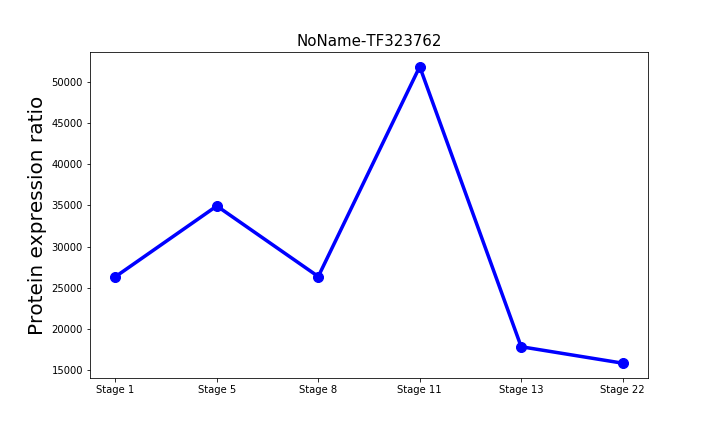 NoName-TF323762
Protein expression ratio
50000
45000
40000
35000
30000
25000
20000
15000
Stage 1 Stage 5 Stage 8 Stage 11 Stage 13 Stage 22